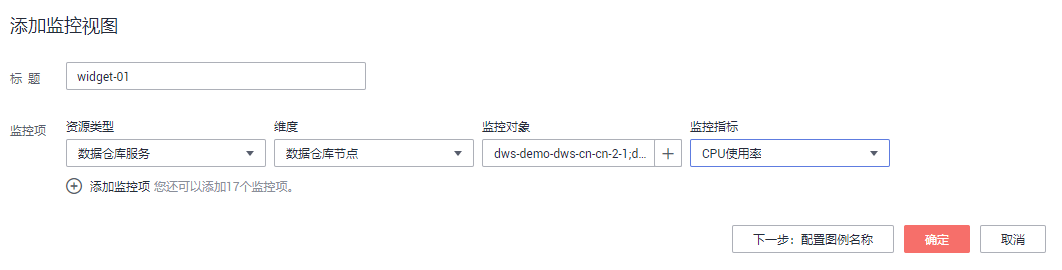 添加监控视图
标 题 widget-01
监控项 资源类型 维度 监控对象 监控指标
数据仓库服务 数据仓库节点 dws-demo-dws-cn-cn-2-1;d... CPU使用率
添加监控项 您还可以添加17个监控项。
下一步：配置图例名称 确定 取消